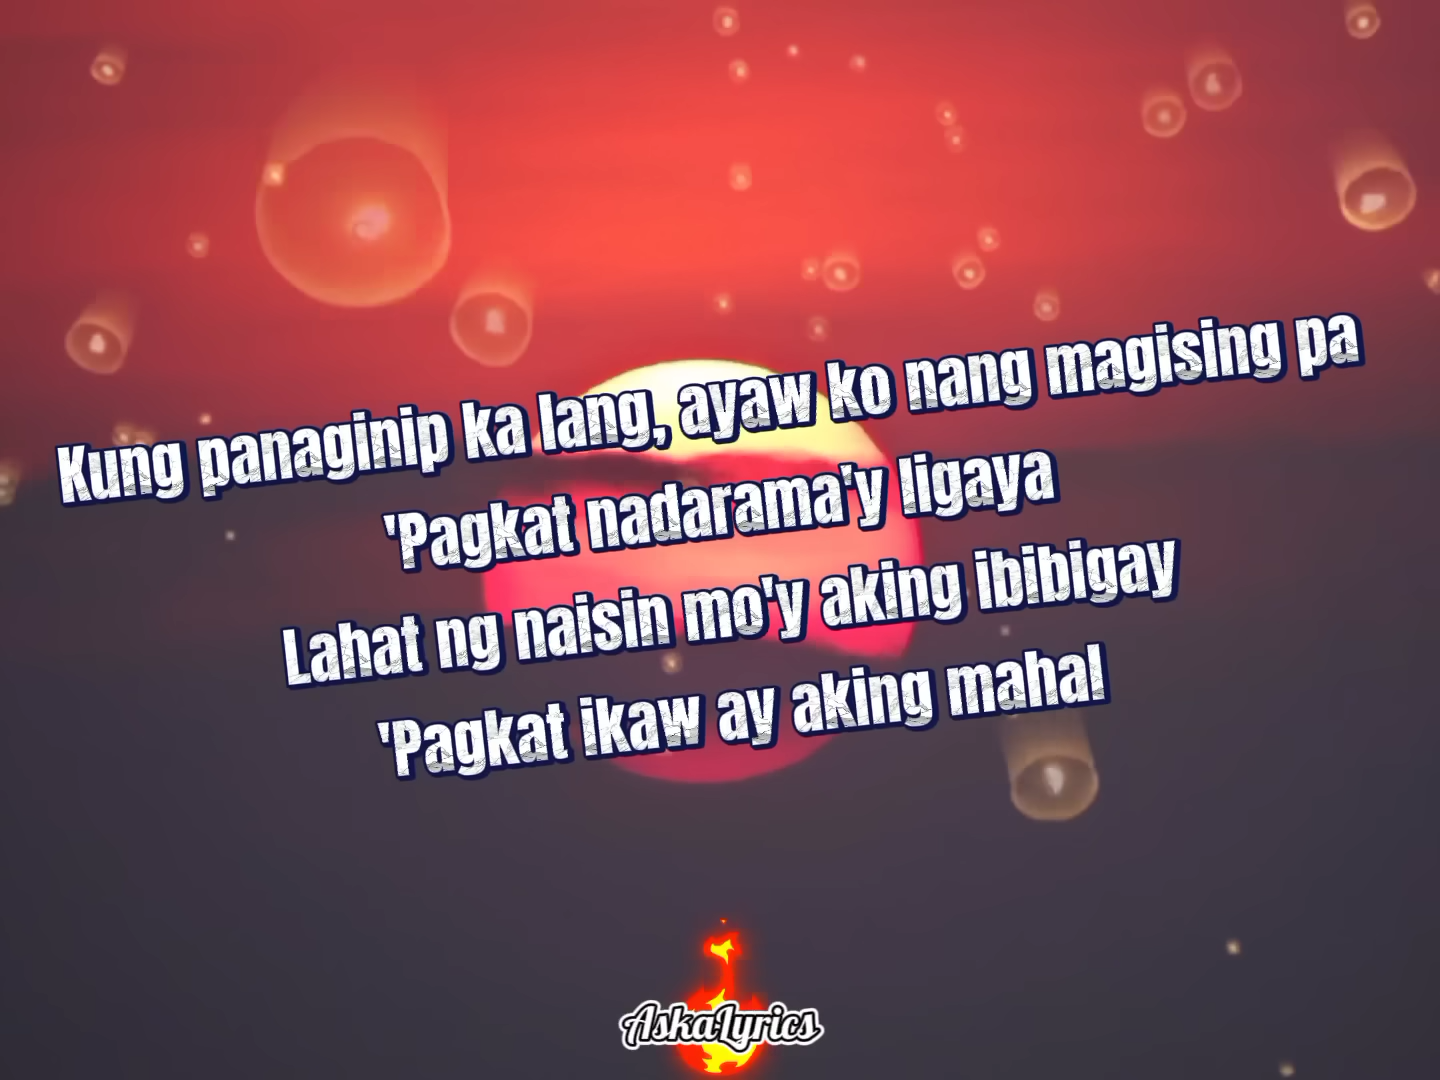 Kung panaginip ka lang, ayaw ko nang magising pa
'Pagkat nadarama'y ligaya
Lahat ng naisin mo'y aking ibibigay
'Pagkat ikaw ay aking mahal
AskaLyrics